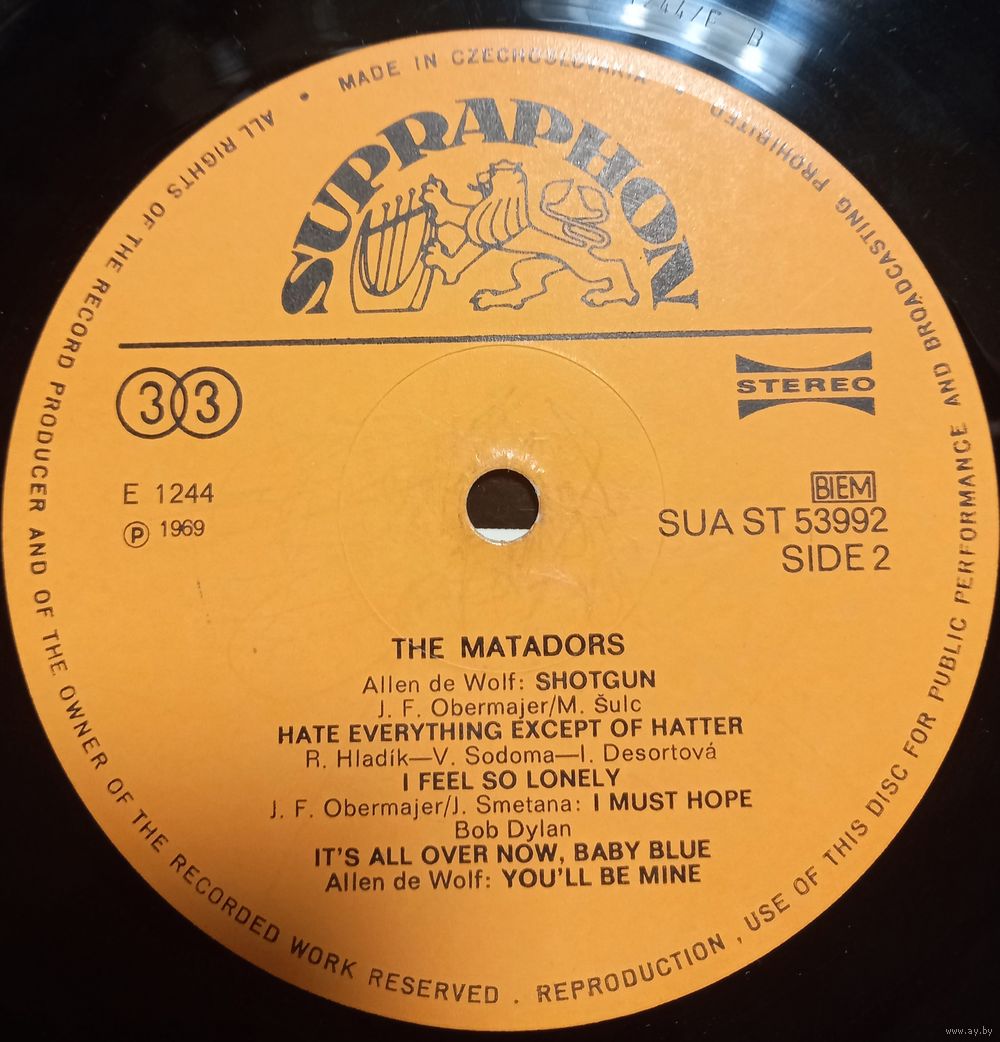 MADE IN CZECHOSLOVAKIA
ALL RIGHTS OF THE RECORD PRODUCER AND OF THE OWNER OF THE RECORDED WORK RESERVED . REPRODUCTION , USE OF THIS DISC FOR PUBLIC PERFORMANCE AND BROADCASTING PROHIBITED
SUPRAPHON
33
STEREO
E 1244
Ⓟ 1969
BIEM
SUA ST 53992
SIDE 2
THE MATADORS
Allen de Wolf: SHOTGUN
J. F. Obermajer/M. Šulc
HATE EVERYTHING EXCEPT OF HATTER
R. Hladík—V. Sodoma—I. Desortová
I FEEL SO LONELY
J. F. Obermajer/J. Smetana: I MUST HOPE
Bob Dylan
IT'S ALL OVER NOW, BABY BLUE
Allen de Wolf: YOU'LL BE MINE
www.ay.by